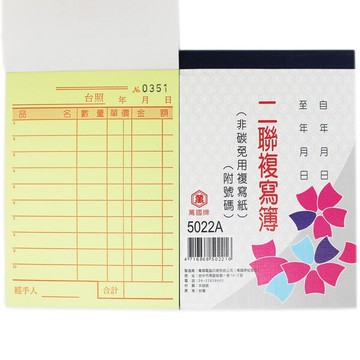 № 0351
台照 年 月 日
品名 數量 單價 金額
經手人
合計
自 年 月 日
至 年 月 日
二聯複寫簿
(非碳免用複寫紙)
(附號碼)
萬
萬國牌
5022A